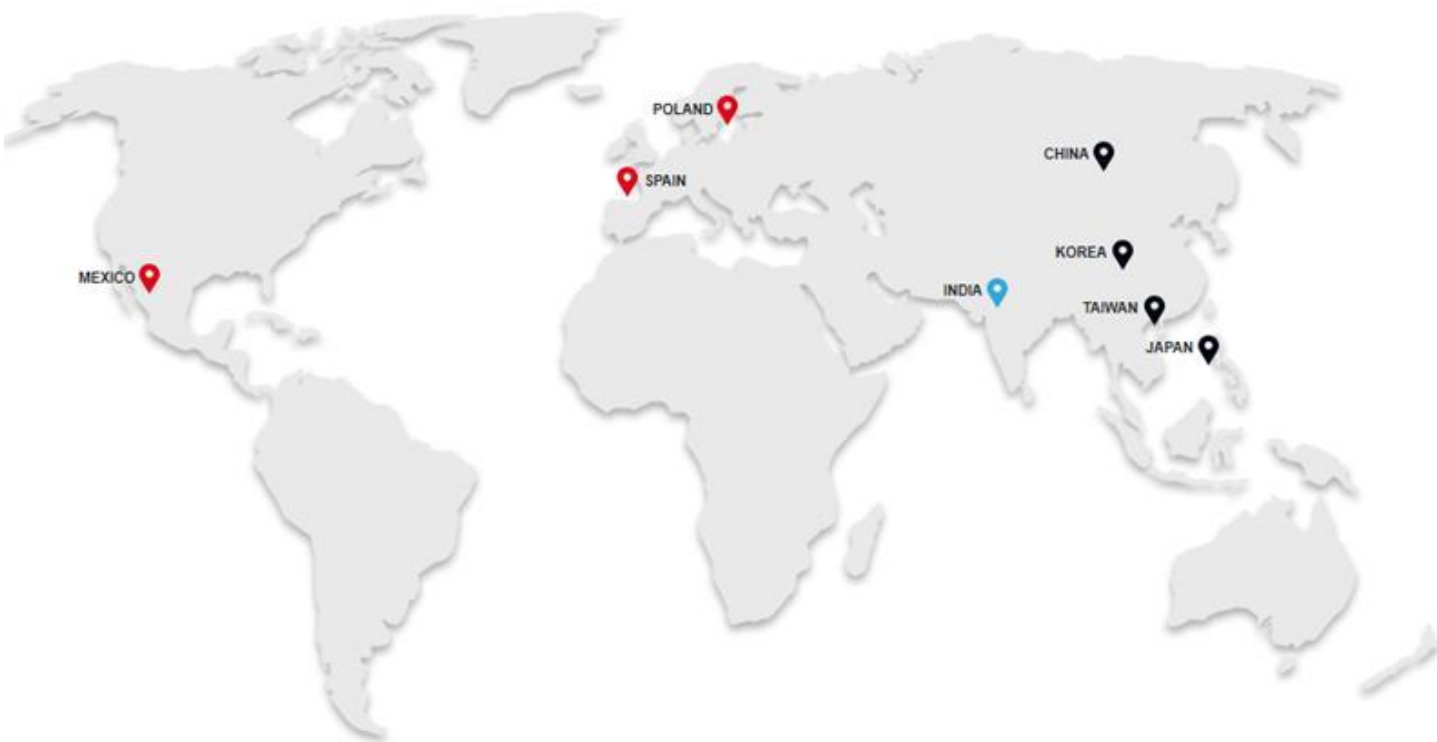 POLAND
CHINA
SPAIN
KOREA
MEXICO
INDIA
TAIWAN
JAPAN